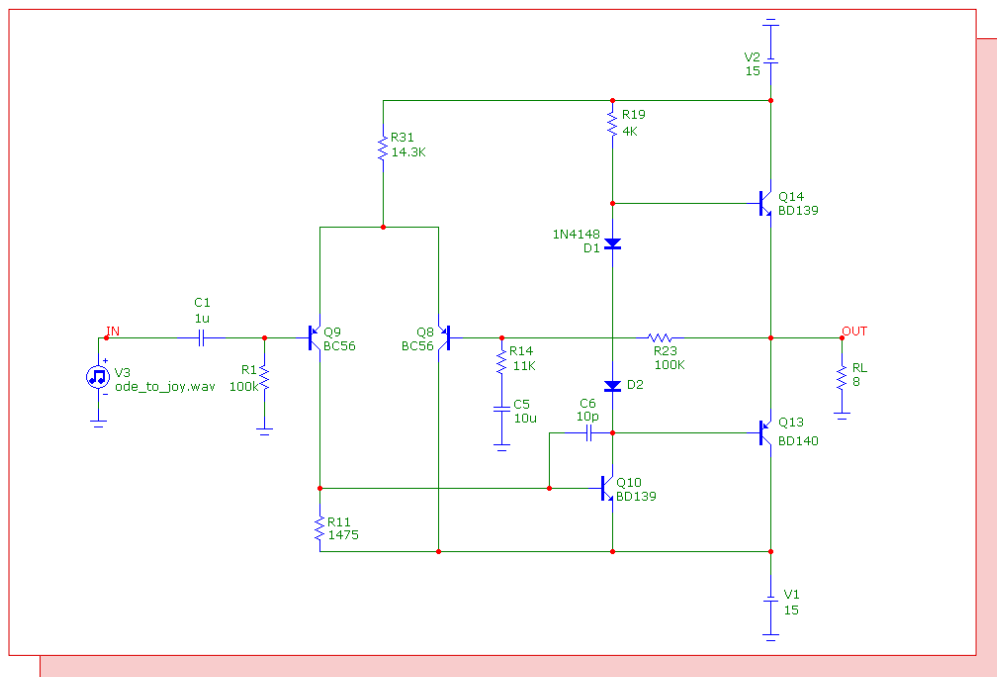 V2
15
R19
4K
R31
14.3K
Q14
BD139
1N4148
D1
C1
1u
IN
Q9
BC56
Q8
BC56
OUT
R14
11K
R23
100K
V3
ode_to_joy.wav
R1
100k
RL
8
D2
C5
10u
C6
10p
Q13
BD140
Q10
BD139
R11
1475
V1
15